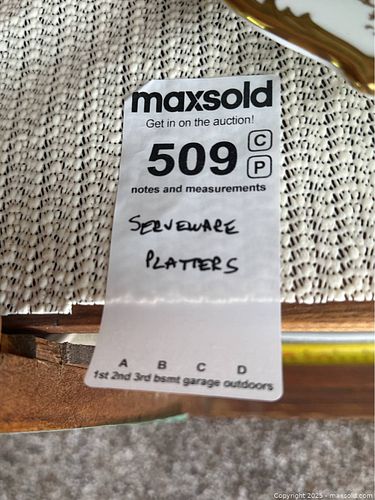 maxsold
Get in on the auction!
509 C
P
notes and measurements
SERVEWARE
PLATTERS
A B C D
1st 2nd 3rd bsmt garage outdoors
Copyright 2025 - maxsold.com